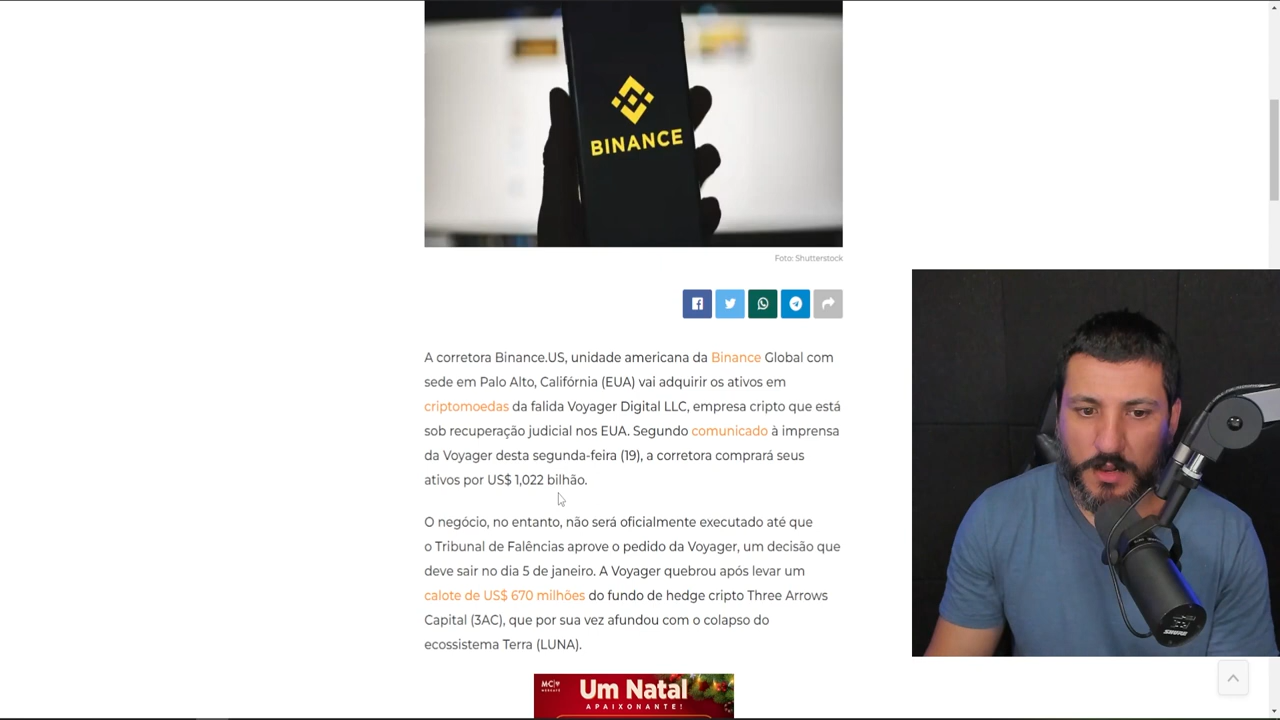 BINANCE
Foto: Shutterstock
A corretora Binance.US, unidade americana da Binance Global com
sede em Palo Alto, Califórnia (EUA) vai adquirir os ativos em
criptomoedas da falida Voyager Digital LLC, empresa cripto que está
sob recuperação judicial nos EUA. Segundo comunicado à imprensa
da Voyager desta segunda-feira (19), a corretora comprará seus
ativos por US$ 1,022 bilhão.
O negócio, no entanto, não será oficialmente executado até que
o Tribunal de Falências aprove o pedido da Voyager, um decisão que
deve sair no dia 5 de janeiro. A Voyager quebrou após levar um
calote de US$ 670 milhões do fundo de hedge cripto Three Arrows
Capital (3AC), que por sua vez afundou com o colapso do
ecossistema Terra (LUNA).
Um Natal
APAIXONANTE!
SHURE